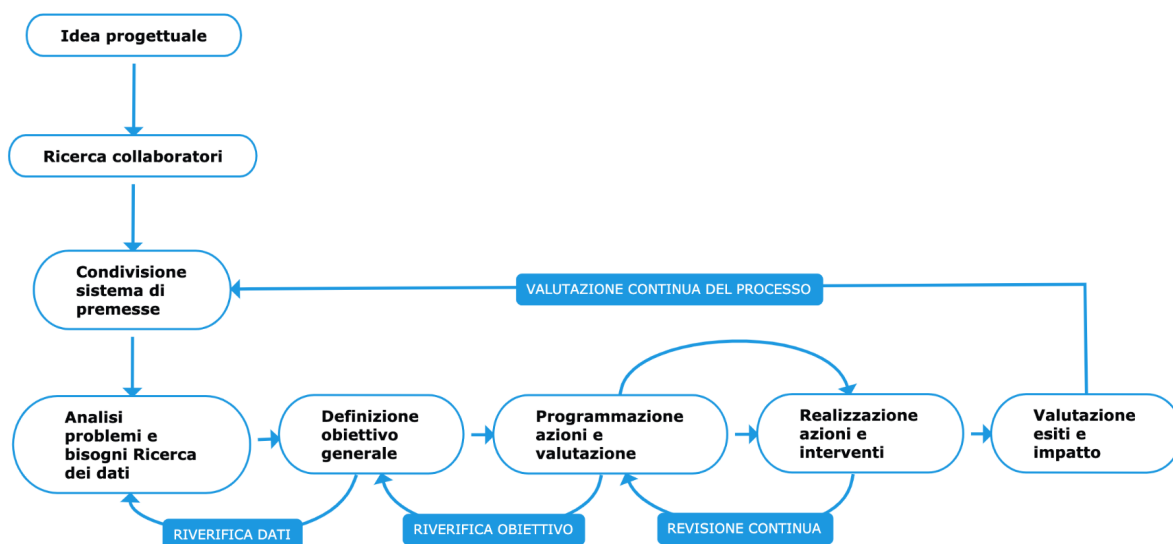 Idea progettuale
Ricerca collaboratori
Condivisione
sistema di
premesse
VALUTAZIONE CONTINUA DEL PROCESSO
Analisi
problemi e
bisogni Ricerca
dei dati
Definizione
obiettivo
generale
Programmazione
azioni e
valutazione
Realizzazione
azioni e
interventi
Valutazione
esiti e
impatto
RIVERIFICA DATI
RIVERIFICA OBIETTIVO
REVISIONE CONTINUA